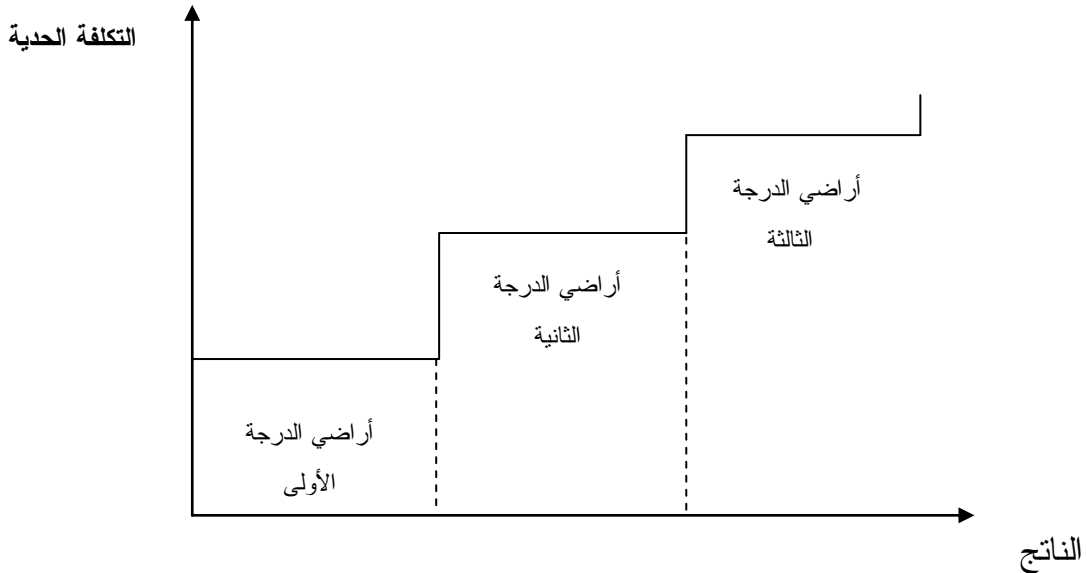 التكلفة الحدية
أراضي الدرجة
الثالثة
أراضي الدرجة
الثانية
أراضي الدرجة
الأولى
الناتج